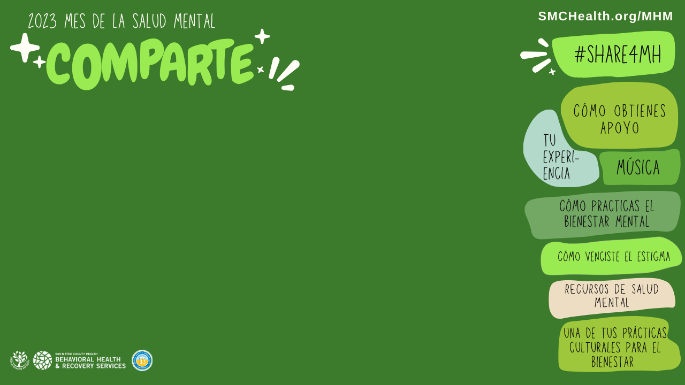 2023 MES DE LA SALUD MENTAL
COMPARTE
SMCHealth.org/MHM
#SHARE4MH
CÓMO OBTIENES
APOYO
TU
EXPERI-
ENCIA
MÚSICA
CÓMO PRACTICAS EL
BIENESTAR MENTAL
CÓMO VENCISTE EL ESTIGMA
RECURSOS DE SALUD
MENTAL
UNA DE TUS PRÁCTICAS
CULTURALES PARA EL
BIENESTAR
BEHAVIORAL HEALTH
& RECOVERY SERVICES